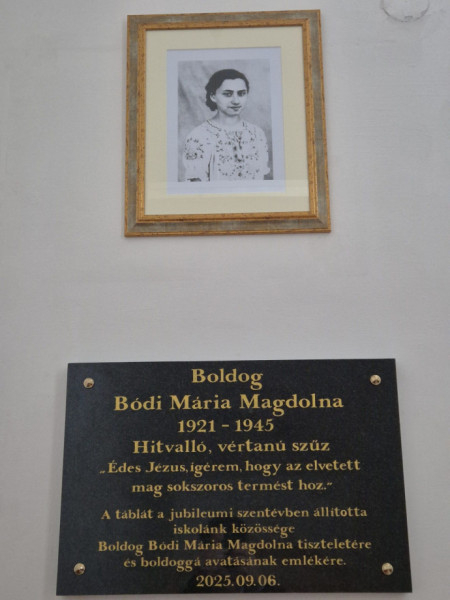 Boldog
Bódi Mária Magdolna
1921 - 1945
Hitvalló, vértanú szűz
„Édes Jézus, ígérem, hogy az elvetett
mag sokszoros termést hoz."
A táblát a jubileumi szentévben állította
iskolánk közössége
Boldog Bódi Mária Magdolna tiszteletére
és boldoggá avatásának emlékére.
2025.09.06.